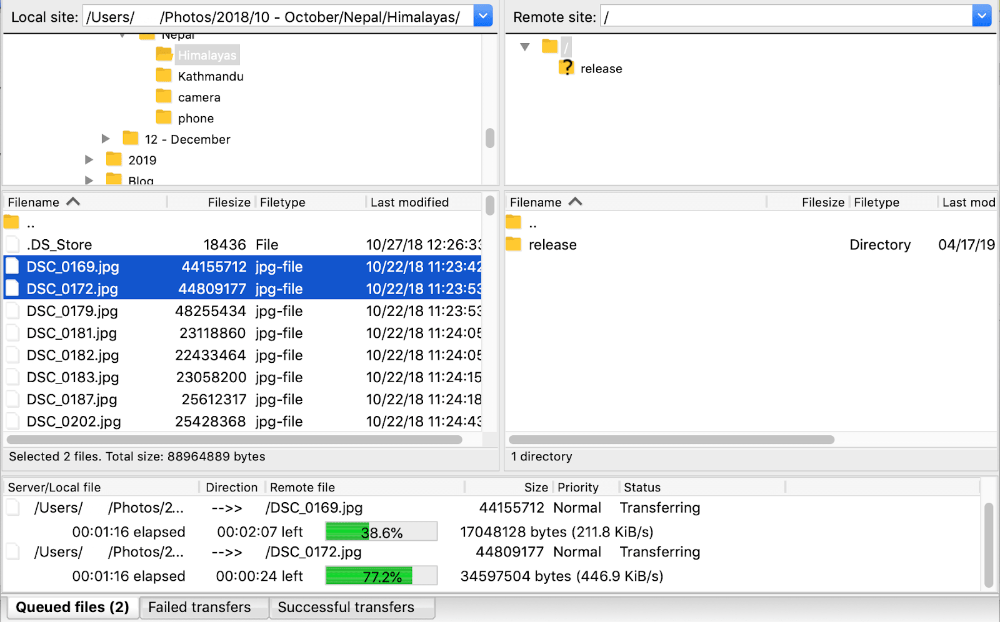 Local site: /Users/ /Photos/2018/10 - October/Nepal/Himalayas/
Nepal
Himalayas
Kathmandu
camera
phone
12 - December
2019
Blog
Remote site: /
/
? release
Filename Filesize Filetype Last modified
..
.DS_Store 18436 File 10/27/18 12:26:33
DSC_0169.jpg 44155712 jpg-file 10/22/18 11:23:42
DSC_0172.jpg 44809177 jpg-file 10/22/18 11:23:53
DSC_0179.jpg 48255434 jpg-file 10/22/18 11:23:53
DSC_0181.jpg 23118860 jpg-file 10/22/18 11:24:05
DSC_0182.jpg 22433464 jpg-file 10/22/18 11:24:05
DSC_0183.jpg 23058200 jpg-file 10/22/18 11:24:15
DSC_0187.jpg 25612317 jpg-file 10/22/18 11:24:18
DSC_0202.jpg 25428368 jpg-file 10/22/18 11:24:43
Selected 2 files. Total size: 88964889 bytes
Filename Filesize Filetype Last mod
..
release Directory 04/17/19
1 directory
Server/Local file Direction Remote file Size Priority Status
/Users/ /Photos/2... -->> /DSC_0169.jpg 44155712 Normal Transferring
00:01:16 elapsed 00:02:07 left 38.6% 17048128 bytes (211.8 KiB/s)
/Users/ /Photos/2... -->> /DSC_0172.jpg 44809177 Normal Transferring
00:01:16 elapsed 00:00:24 left 77.2% 34597504 bytes (446.9 KiB/s)
Queued files (2) Failed transfers Successful transfers